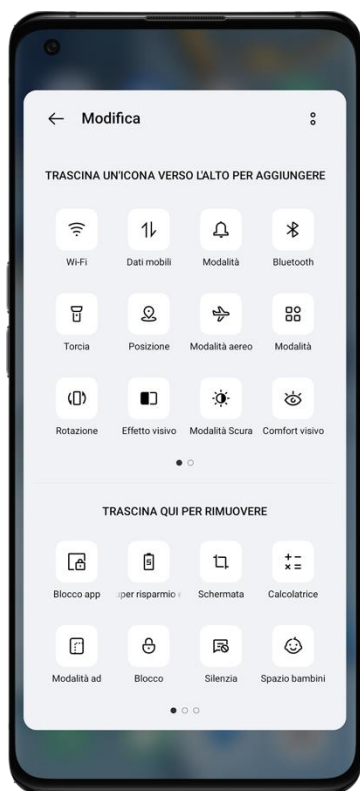 Modifica
TRASCINA UN'ICONA VERSO L'ALTO PER AGGIUNGERE
Wi-Fi Dati mobili Modalità Bluetooth
Torcia Posizione Modalità aereo Modalità
Rotazione Effetto visivo Modalità Scura Comfort visivo
TRASCINA QUI PER RIMUOVERE
Blocco app per risparmio Schermata Calcolatrice
Modalità ad Blocco Silenzia Spazio bambini